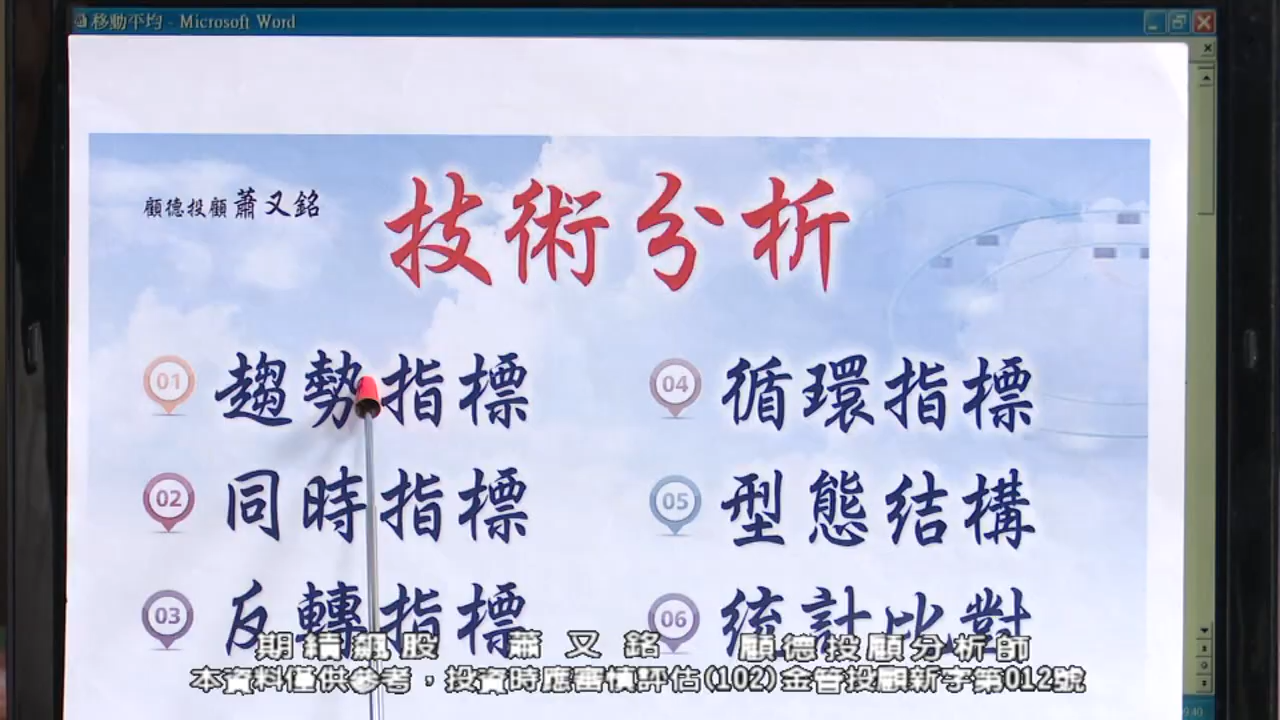 移動平均 - Microsoft Word
顧德投顧 蕭又銘
技術分析
01 趨勢指標
02 同時指標
03 反轉指標
04 循環指標
05 型態結構
06 統計比對
期績飆股 蕭又銘 顧德投顧分析師
本資料僅供參考，投資時應審慎評估(102)金管投顧新字第012號